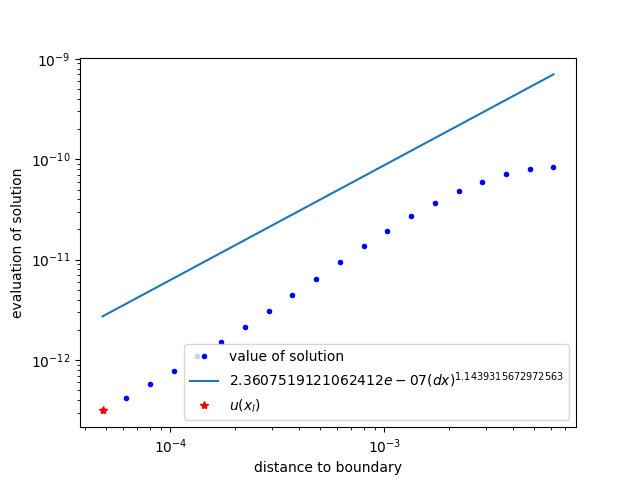 10^{-9}
10^{-10}
10^{-11}
10^{-12}
evaluation of solution
value of solution
2.3607519121062412e − 07(dx)^{1.1439315672972563}
u(x_l)
10^{-4}
10^{-3}
distance to boundary